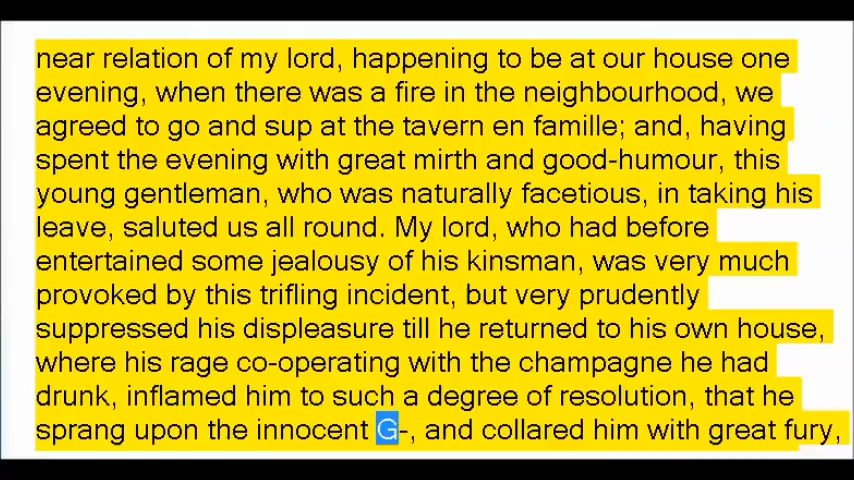 near relation of my lord, happening to be at our house one
evening, when there was a fire in the neighbourhood, we
agreed to go and sup at the tavern en famille; and, having
spent the evening with great mirth and good-humour, this
young gentleman, who was naturally facetious, in taking his
leave, saluted us all round. My lord, who had before
entertained some jealousy of his kinsman, was very much
provoked by this trifling incident, but very prudently
suppressed his displeasure till he returned to his own house,
where his rage co-operating with the champagne he had
drunk, inflamed him to such a degree of resolution, that he
sprang upon the innocent G-, and collared him with great fury,